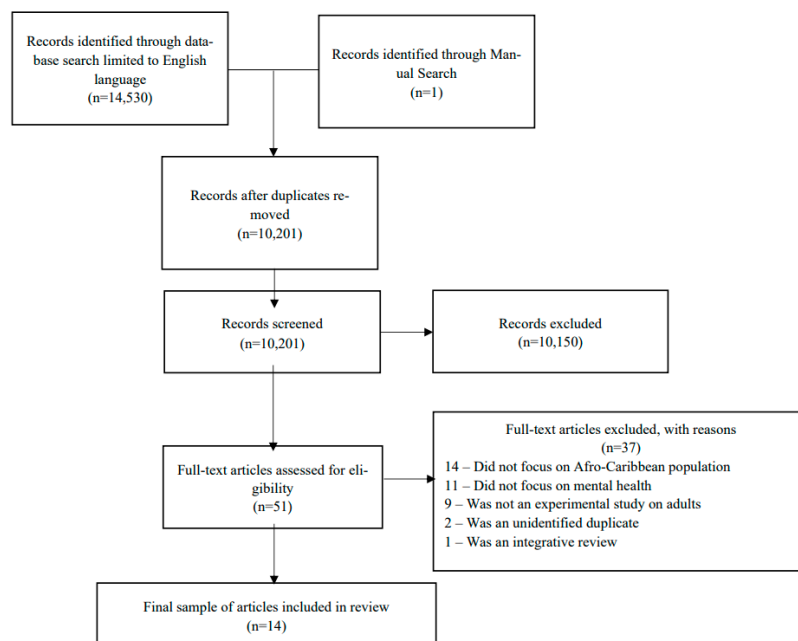 Records identified through data-
base search limited to English
language
(n=14,530)
Records identified through Man-
ual Search
(n=1)
Records after duplicates re-
moved
(n=10,201)
Records screened
(n=10,201)
Records excluded
(n=10,150)
Full-text articles assessed for eli-
gibility
(n=51)
Full-text articles excluded, with reasons
(n=37)
14 – Did not focus on Afro-Caribbean population
11 – Did not focus on mental health
9 – Was not an experimental study on adults
2 – Was an unidentified duplicate
1 – Was an integrative review
Final sample of articles included in review
(n=14)